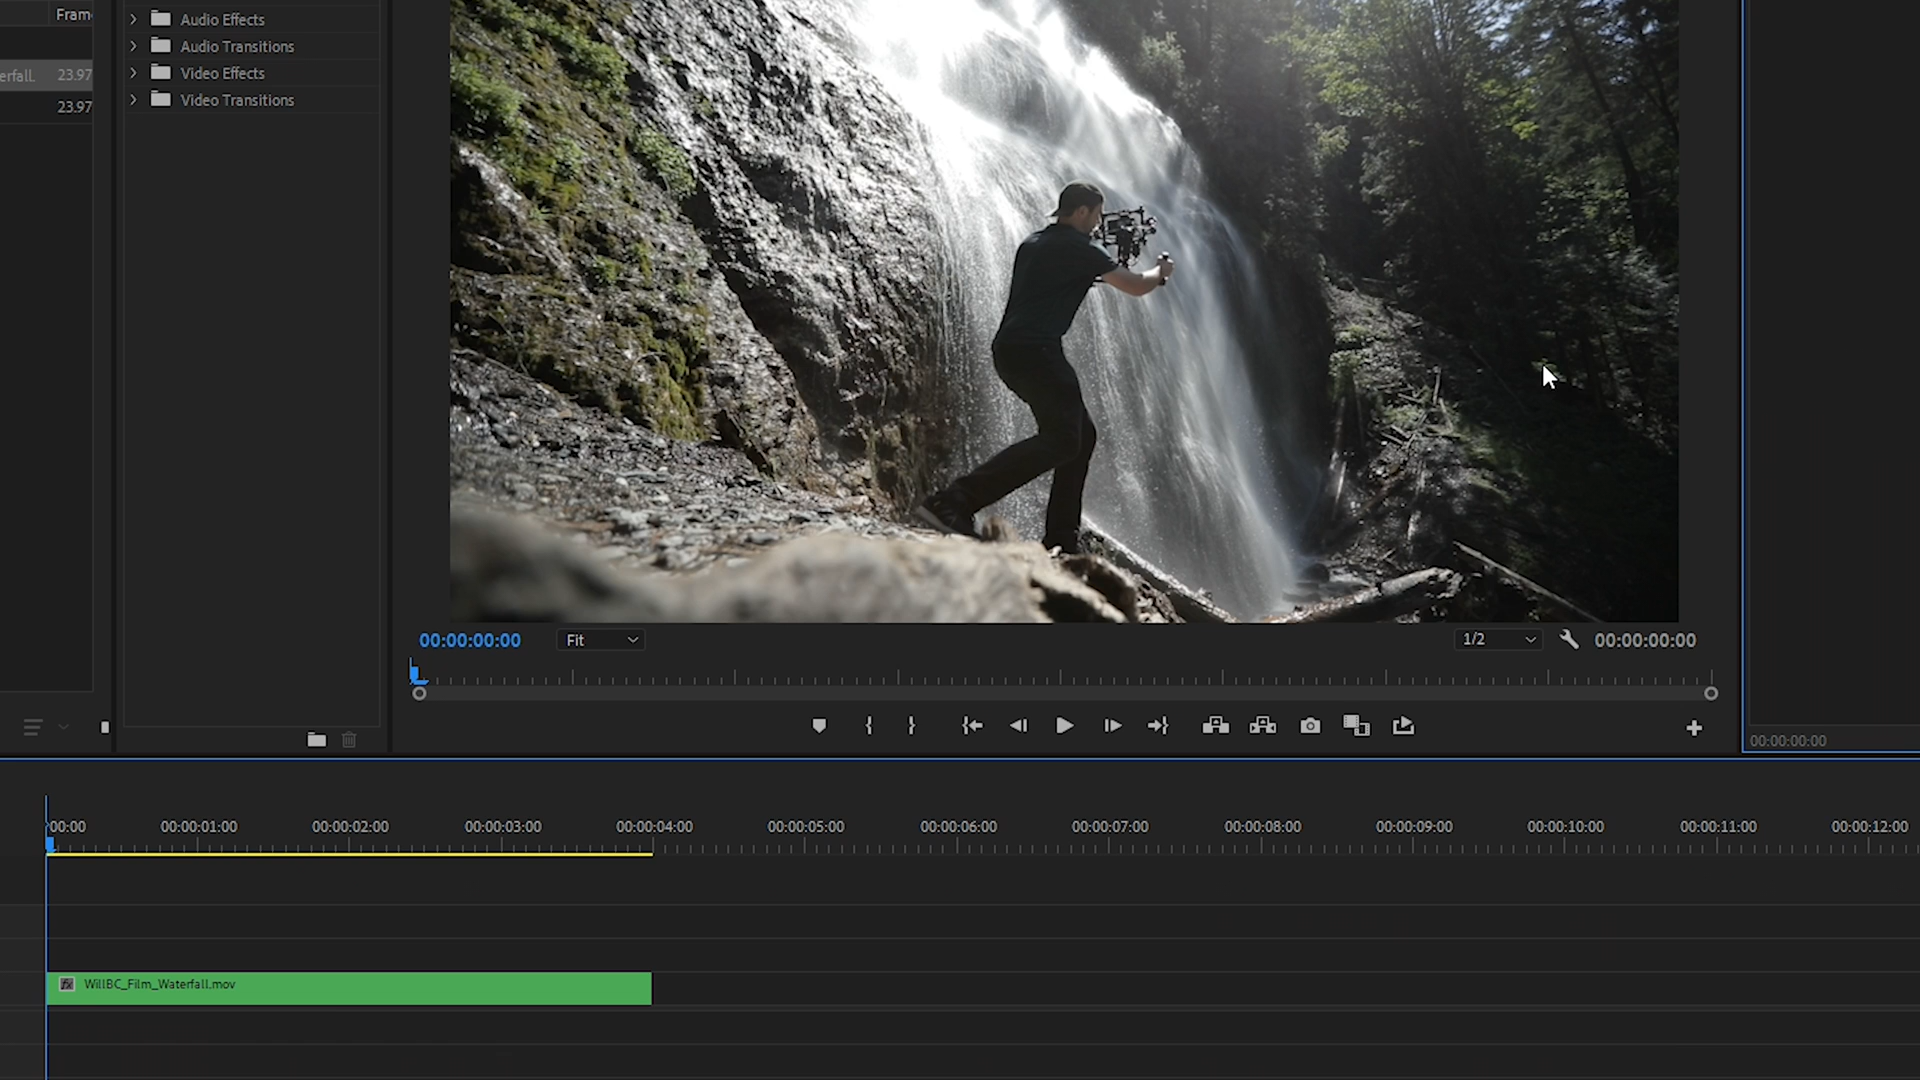 Fram
Audio Effects
Audio Transitions
erfall. 23.97
Video Effects
23.97
Video Transitions
00:00:00:00
Fit
1/2
00:00:00:00
00:00:00:00
:00:00
00:00:01:00
00:00:02:00
00:00:03:00
00:00:04:00
00:00:05:00
00:00:06:00
00:00:07:00
00:00:08:00
00:00:09:00
00:00:10:00
00:00:11:00
00:00:12:00
fx WillBC_Film_Waterfall.mov